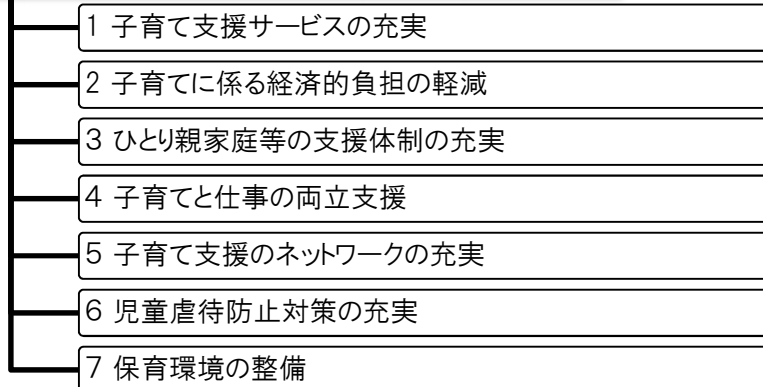 1 子育て支援サービスの充実
2 子育てに係る経済的負担の軽減
3 ひとり親家庭等の支援体制の充実
4 子育てと仕事の両立支援
5 子育て支援のネットワークの充実
6 児童虐待防止対策の充実
7 保育環境の整備